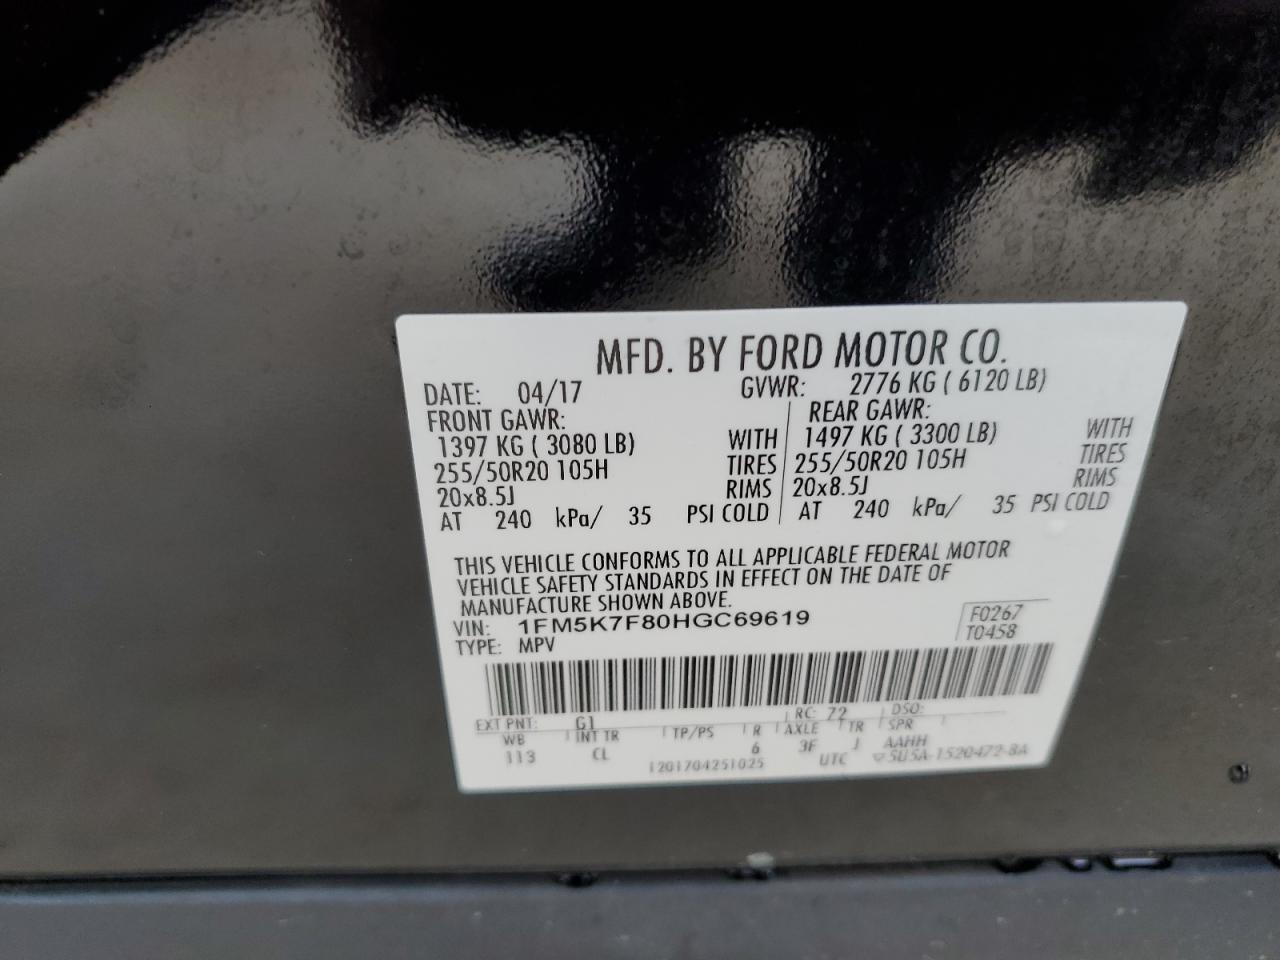 MFD. BY FORD MOTOR CO.
DATE: 04/17 GVWR: 2776 KG ( 6120 LB)
FRONT GAWR: REAR GAWR:
1397 KG ( 3080 LB) WITH 1497 KG ( 3300 LB) WITH
255/50R20 105H TIRES 255/50R20 105H TIRES
20x8.5J RIMS 20x8.5J RIMS
AT 240 kPa/ 35 PSI COLD AT 240 kPa/ 35 PSI COLD
THIS VEHICLE CONFORMS TO ALL APPLICABLE FEDERAL MOTOR
VEHICLE SAFETY STANDARDS IN EFFECT ON THE DATE OF
MANUFACTURE SHOWN ABOVE.
VIN: 1FM5K7F80HGC69619 F0267
TYPE: MPV T0458
EXT PNT: G1 RC: 72 DSO:
WB INT TR TP/PS R AXLE TR SPR
113 CL 6 3F J AAHH
1201704251025 UTC 5U5A-1520472-BA